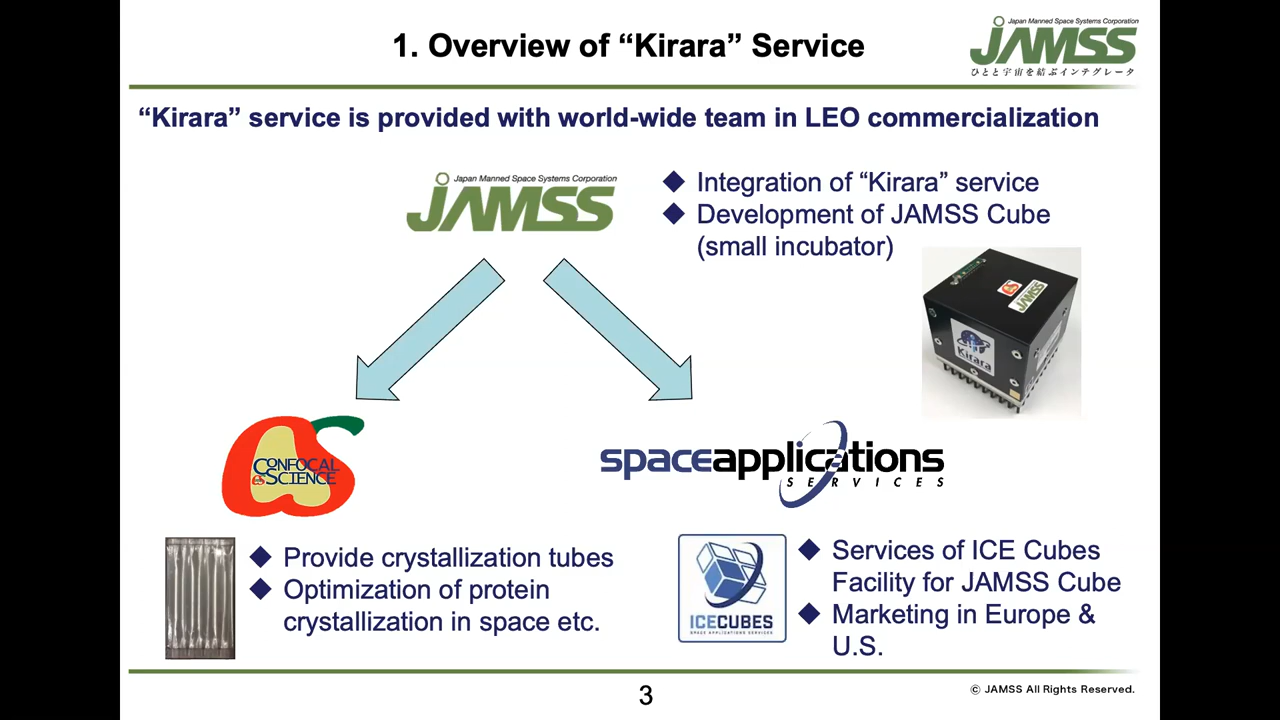 1. Overview of “Kirara” Service
Japan Manned Space Systems Corporation
JAMSS
ひとと宇宙を結ぶインテグレータ
“Kirara” service is provided with world-wide team in LEO commercialization
Japan Manned Space Systems Corporation
JAMSS
◆ Integration of “Kirara” service
◆ Development of JAMSS Cube
(small incubator)
CS
JAMSS
Kirara
CONFOCAL
CS SCIENCE
spaceapplications
SERVICES
◆ Provide crystallization tubes
◆ Optimization of protein
crystallization in space etc.
ICECUBES
SPACE APPLICATIONS SERVICES
◆ Services of ICE Cubes
Facility for JAMSS Cube
◆ Marketing in Europe &
U.S.
3
© JAMSS All Rights Reserved.